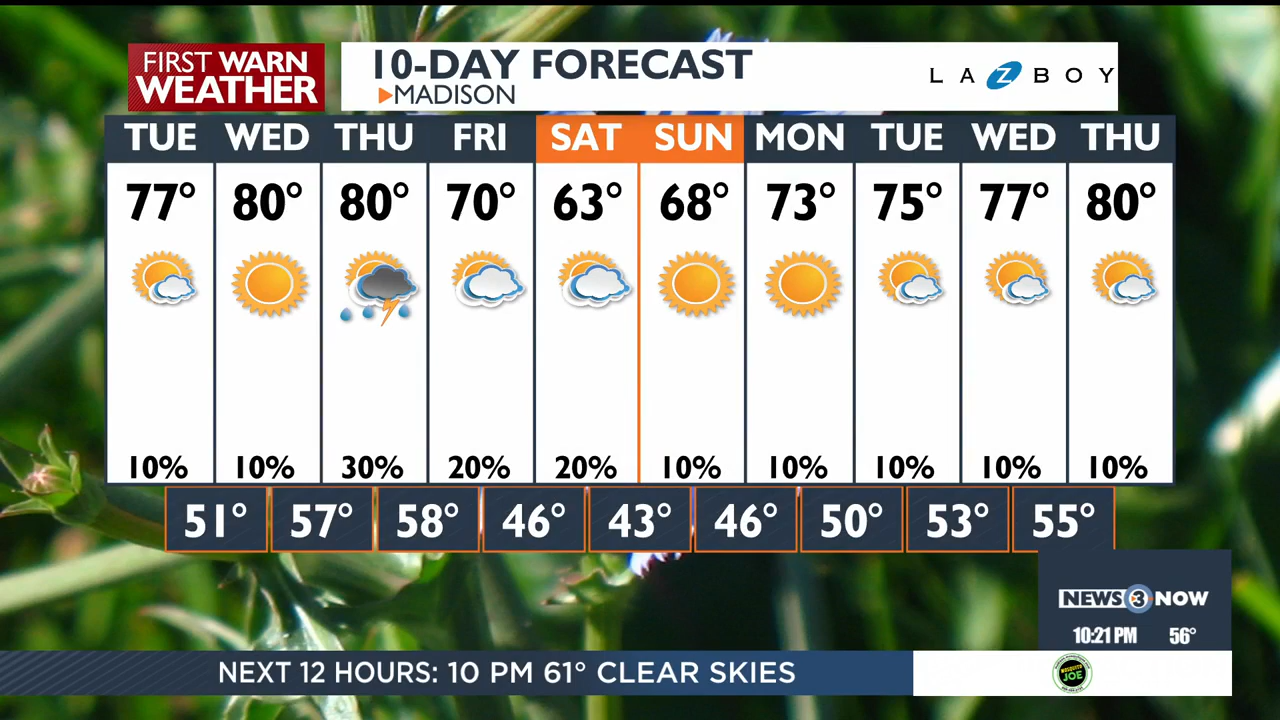 FIRST WARN
WEATHER
10-DAY FORECAST
MADISON
LA Z BOY
TUE WED THU FRI SAT SUN MON TUE WED THU
77° 80° 80° 70° 63° 68° 73° 75° 77° 80°
10% 10% 30% 20% 20% 10% 10% 10% 10% 10%
51° 57° 58° 46° 43° 46° 50° 53° 55°
NEWS 3 NOW
10:21 PM 56°
NEXT 12 HOURS: 10 PM 61° CLEAR SKIES
MOSQUITO
JOE